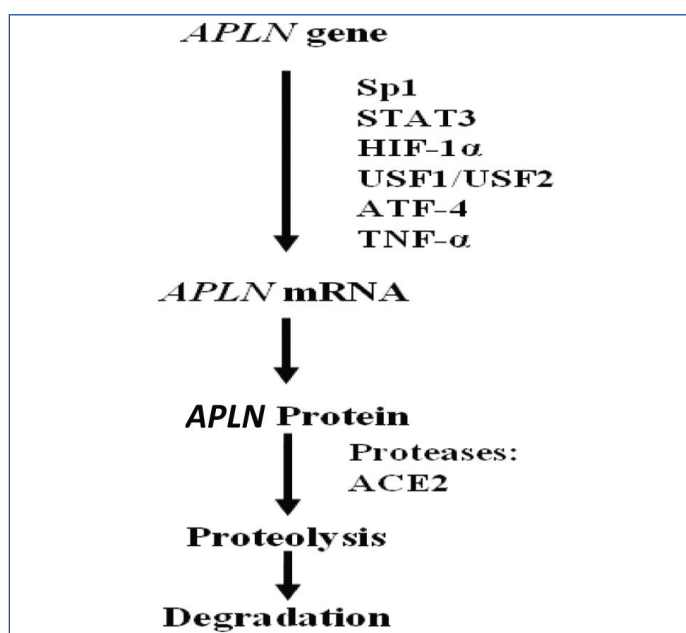 APLN gene
Sp1
STAT3
HIF-1α
USF1/USF2
ATF-4
TNF-α
APLN mRNA
APLN Protein
Proteases:
ACE2
Proteolysis
Degradation